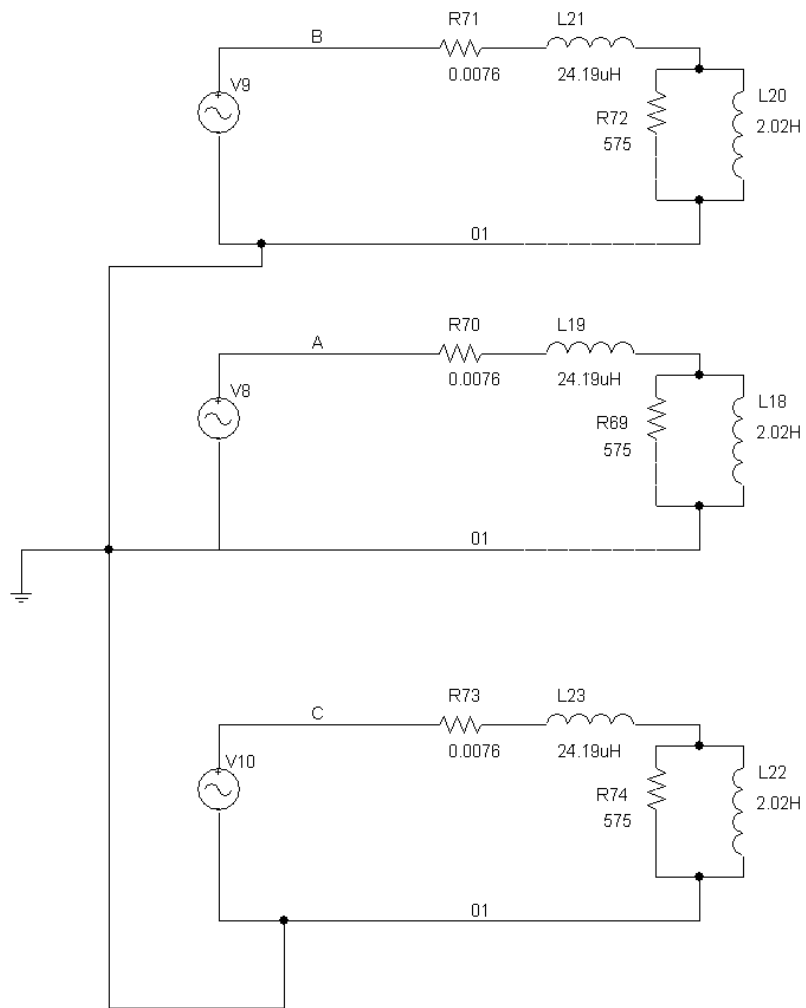 B
R71
L21
0.0076
24.19uH
V9
R72
575
L20
2.02H
01
A
R70
L19
0.0076
24.19uH
V8
R69
575
L18
2.02H
01
C
R73
L23
0.0076
24.19uH
V10
R74
575
L22
2.02H
01